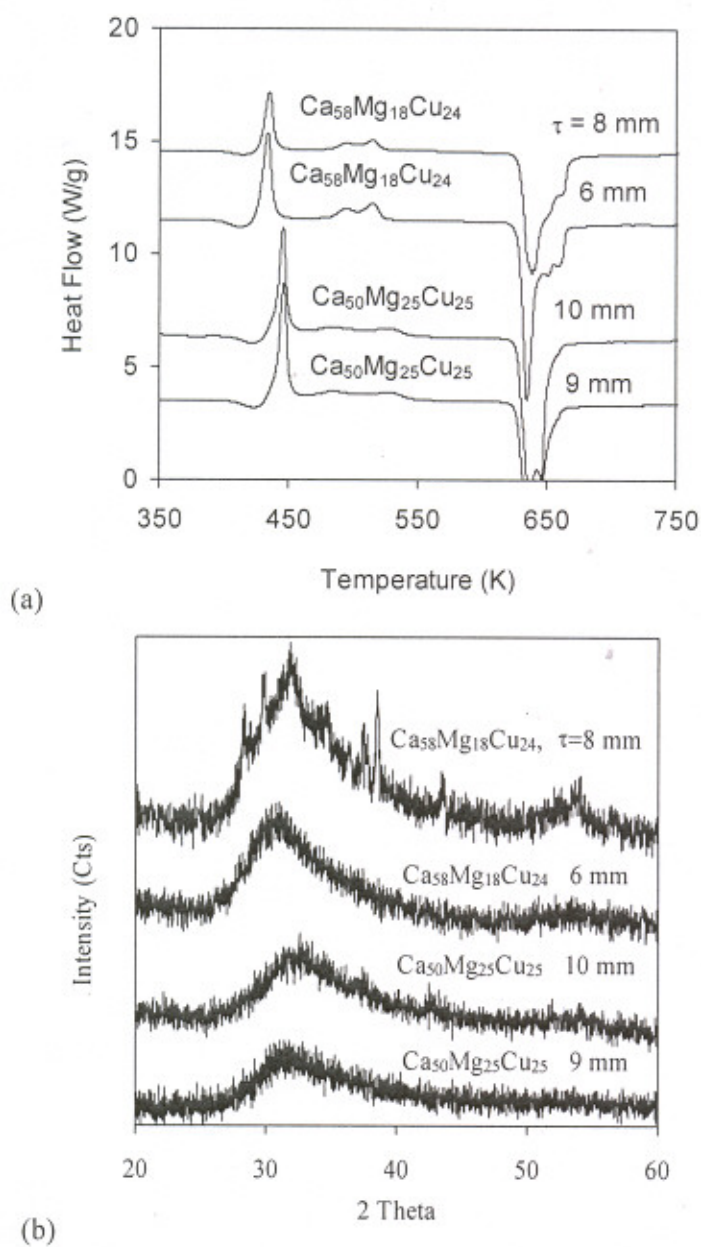 20
Ca₅₈Mg₁₈Cu₂₄
τ = 8 mm
15
Ca₅₈Mg₁₈Cu₂₄
6 mm
Heat Flow (W/g)
10
Ca₅₀Mg₂₅Cu₂₅
10 mm
5
Ca₅₀Mg₂₅Cu₂₅
9 mm
0
350 450 550 650 750
Temperature (K)
(a)
Ca₅₈Mg₁₈Cu₂₄, τ=8 mm
Ca₅₈Mg₁₈Cu₂₄ 6 mm
Intensity (Cts)
Ca₅₀Mg₂₅Cu₂₅ 10 mm
Ca₅₀Mg₂₅Cu₂₅ 9 mm
20 30 40 50 60
2 Theta
(b)